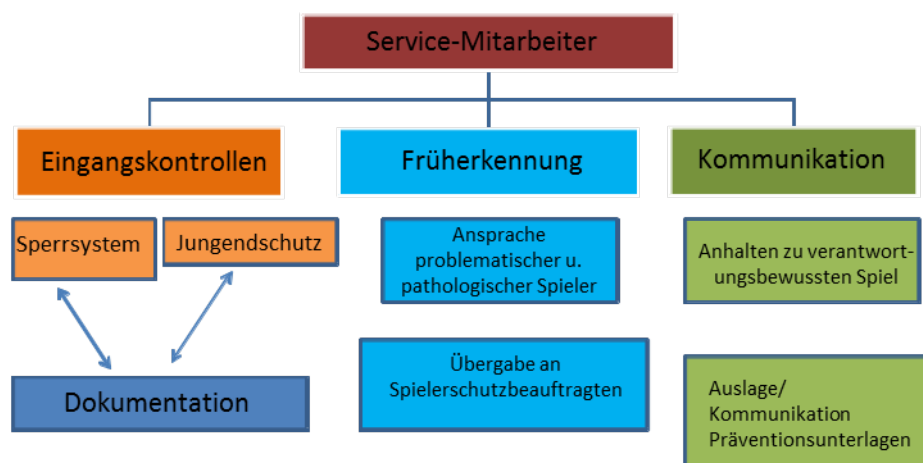 Service-Mitarbeiter
Eingangskontrollen
Früherkennung
Kommunikation
Sperrsystem
Jungendschutz
Ansprache
problematischer u.
pathologischer Spieler
Anhalten zu verantwort-
ungsbewussten Spiel
Dokumentation
Übergabe an
Spielerschutzbeauftragten
Auslage/
Kommunikation
Präventionsunterlagen